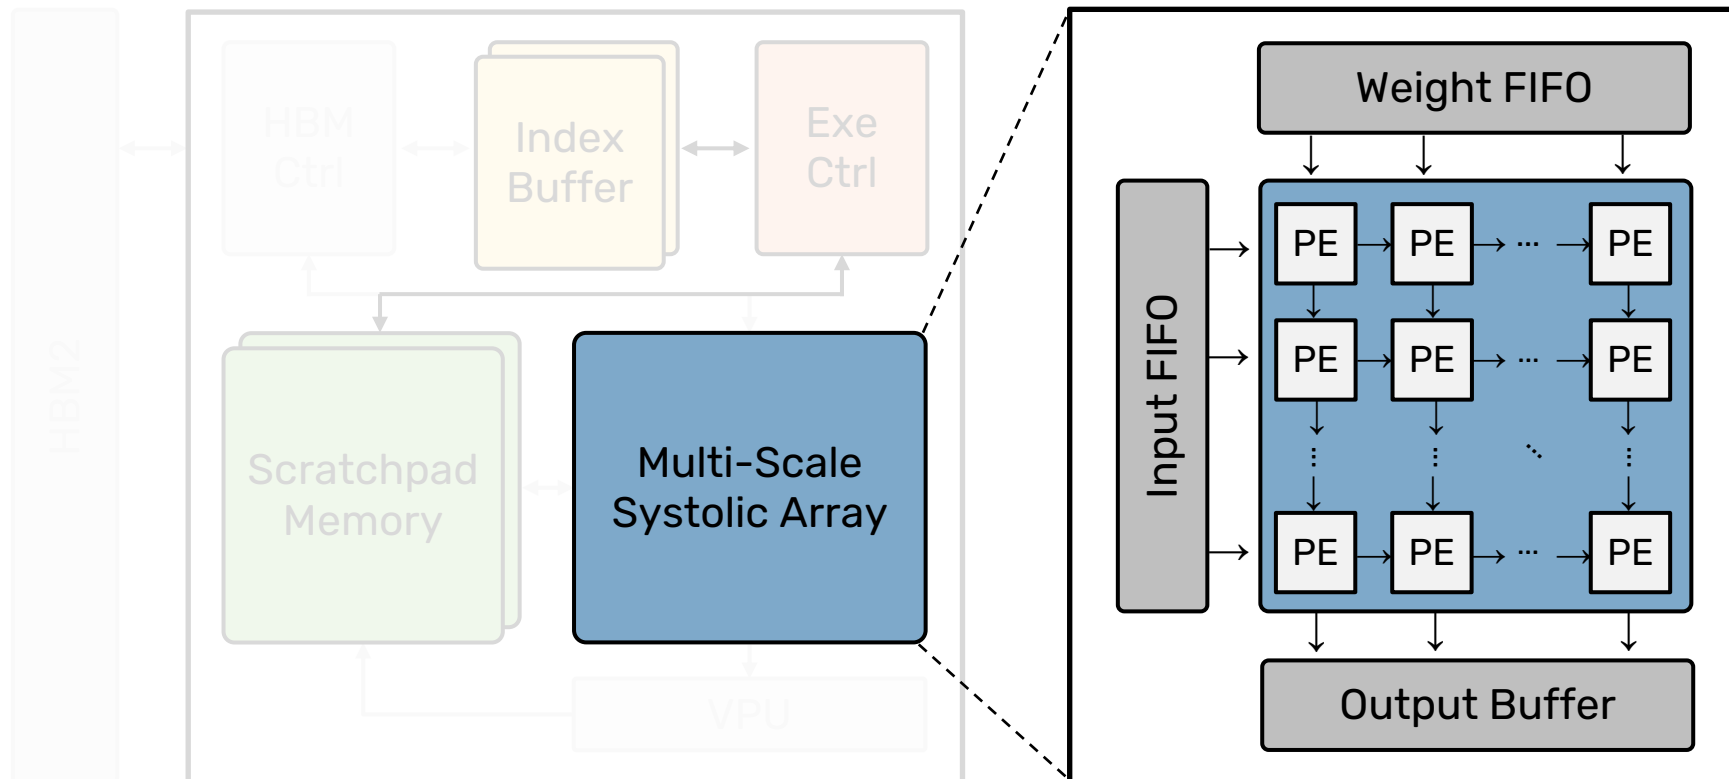 HBM2
HBM
Ctrl
Index
Buffer
Exe
Ctrl
Scratchpad
Memory
Multi-Scale
Systolic Array
VPU
Weight FIFO
Input FIFO
PE PE ... PE
PE PE ... PE
PE PE ... PE
Output Buffer